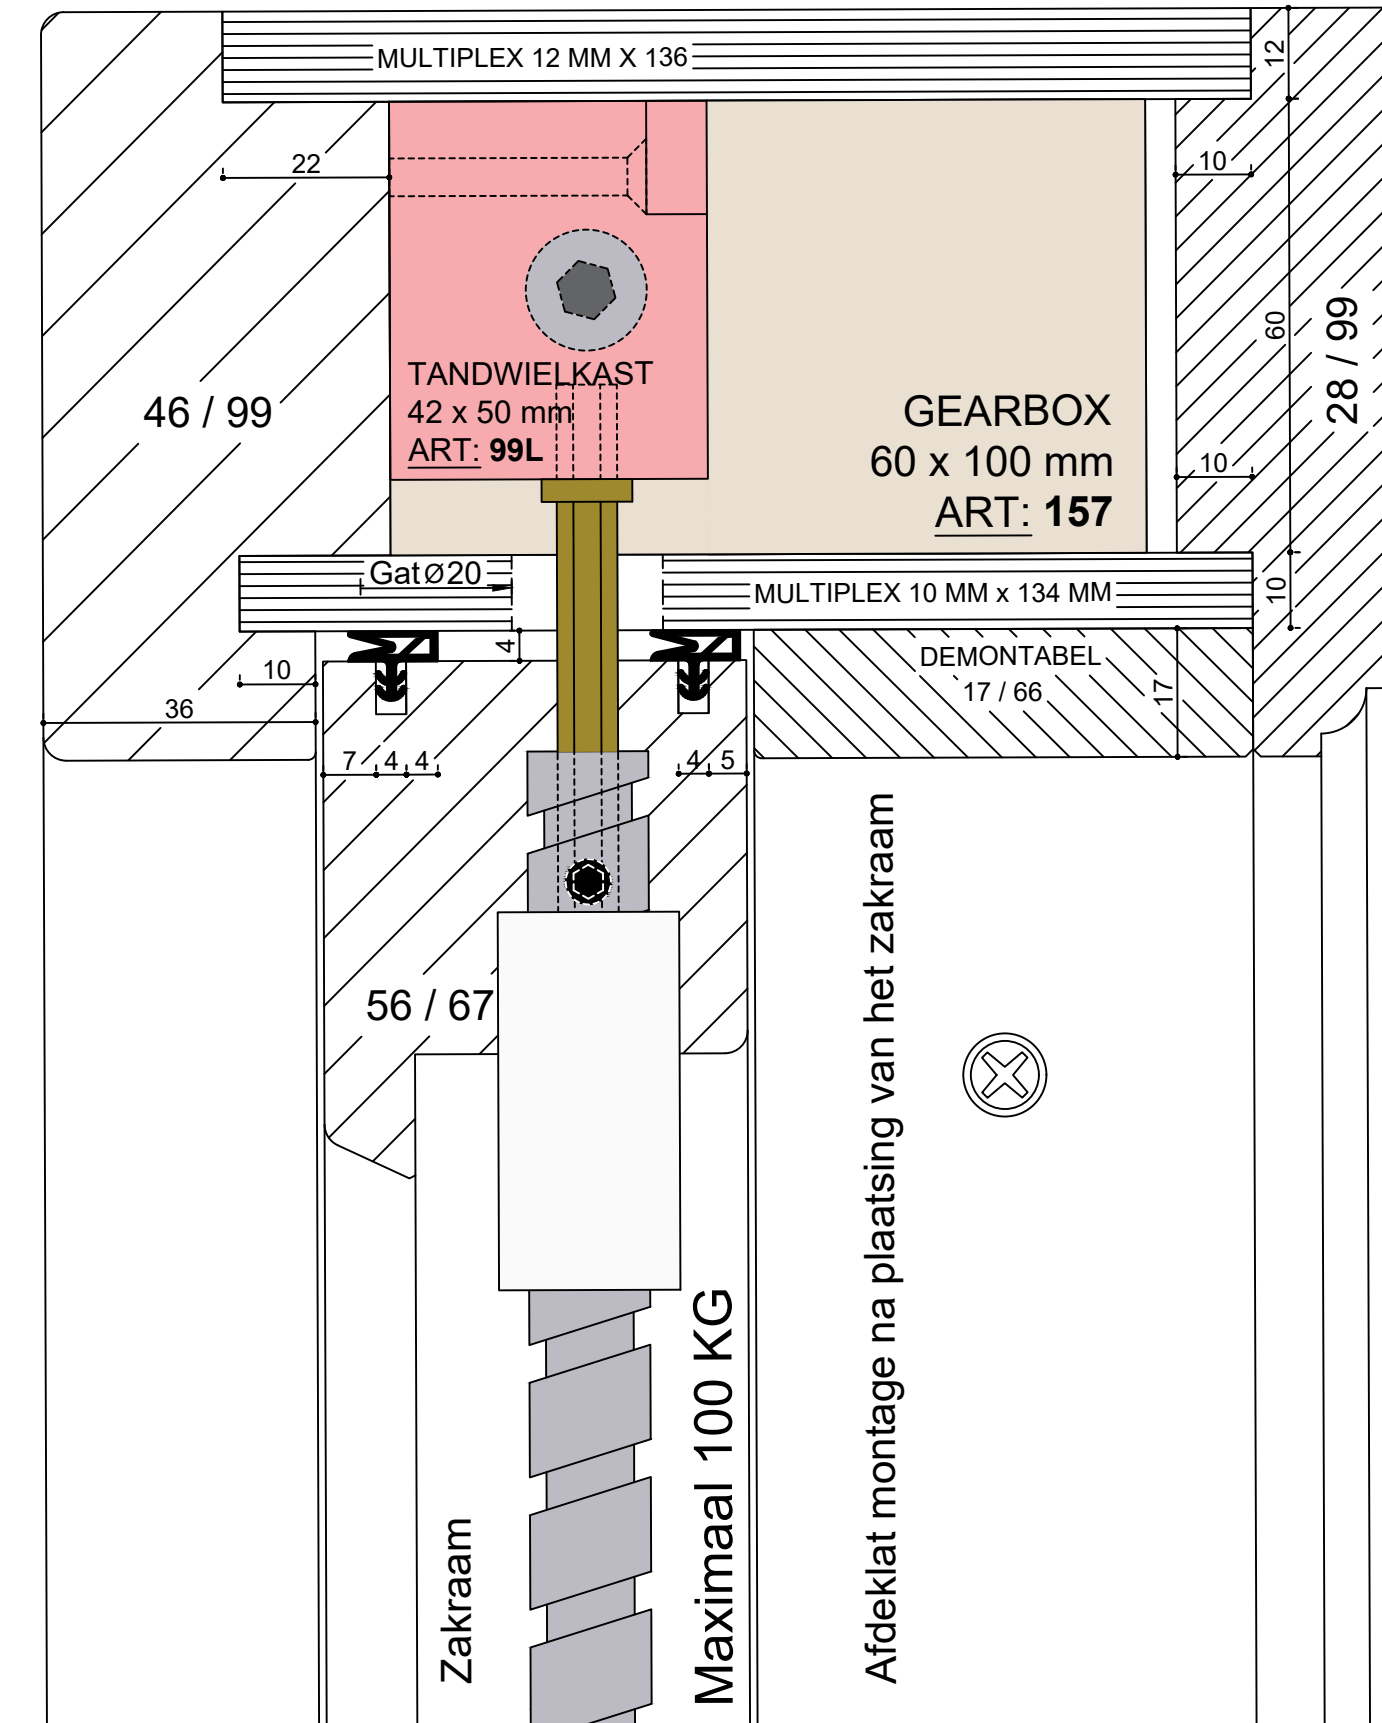 MULTIPLEX 12 MM X 136
12
22
10
60
28 / 99
TANDWIELKAST
42 x 50 mm
ART: 99L
46 / 99
GEARBOX
60 x 100 mm
ART: 157
10
GatØ20
MULTIPLEX 10 MM x 134 MM
10
4
DEMONTABEL
17 / 66
17
10
36
7 4 4
4 5
56 / 67
Zakraam
Maximaal 100 KG
Afdeklat montage na plaatsing van het zakraam